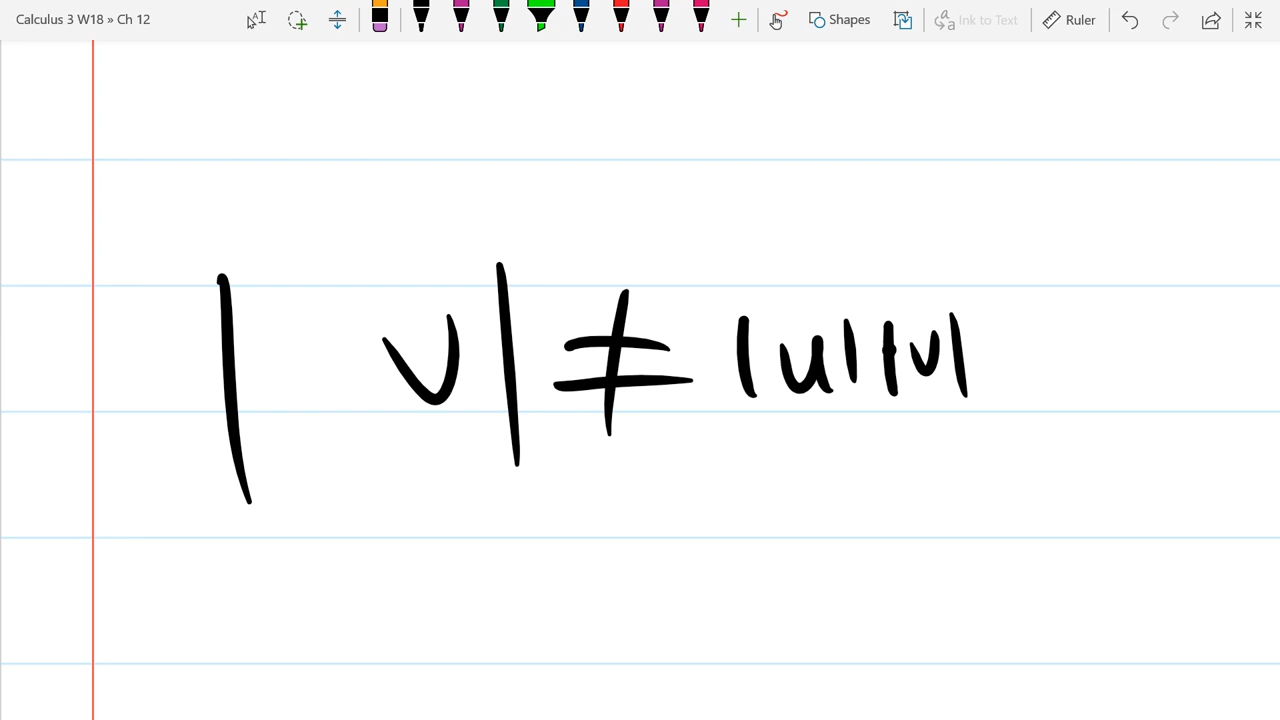 Calculus 3 W18 » Ch 12
Shapes
Ink to Text
Ruler
| v| ≠ |u||v|